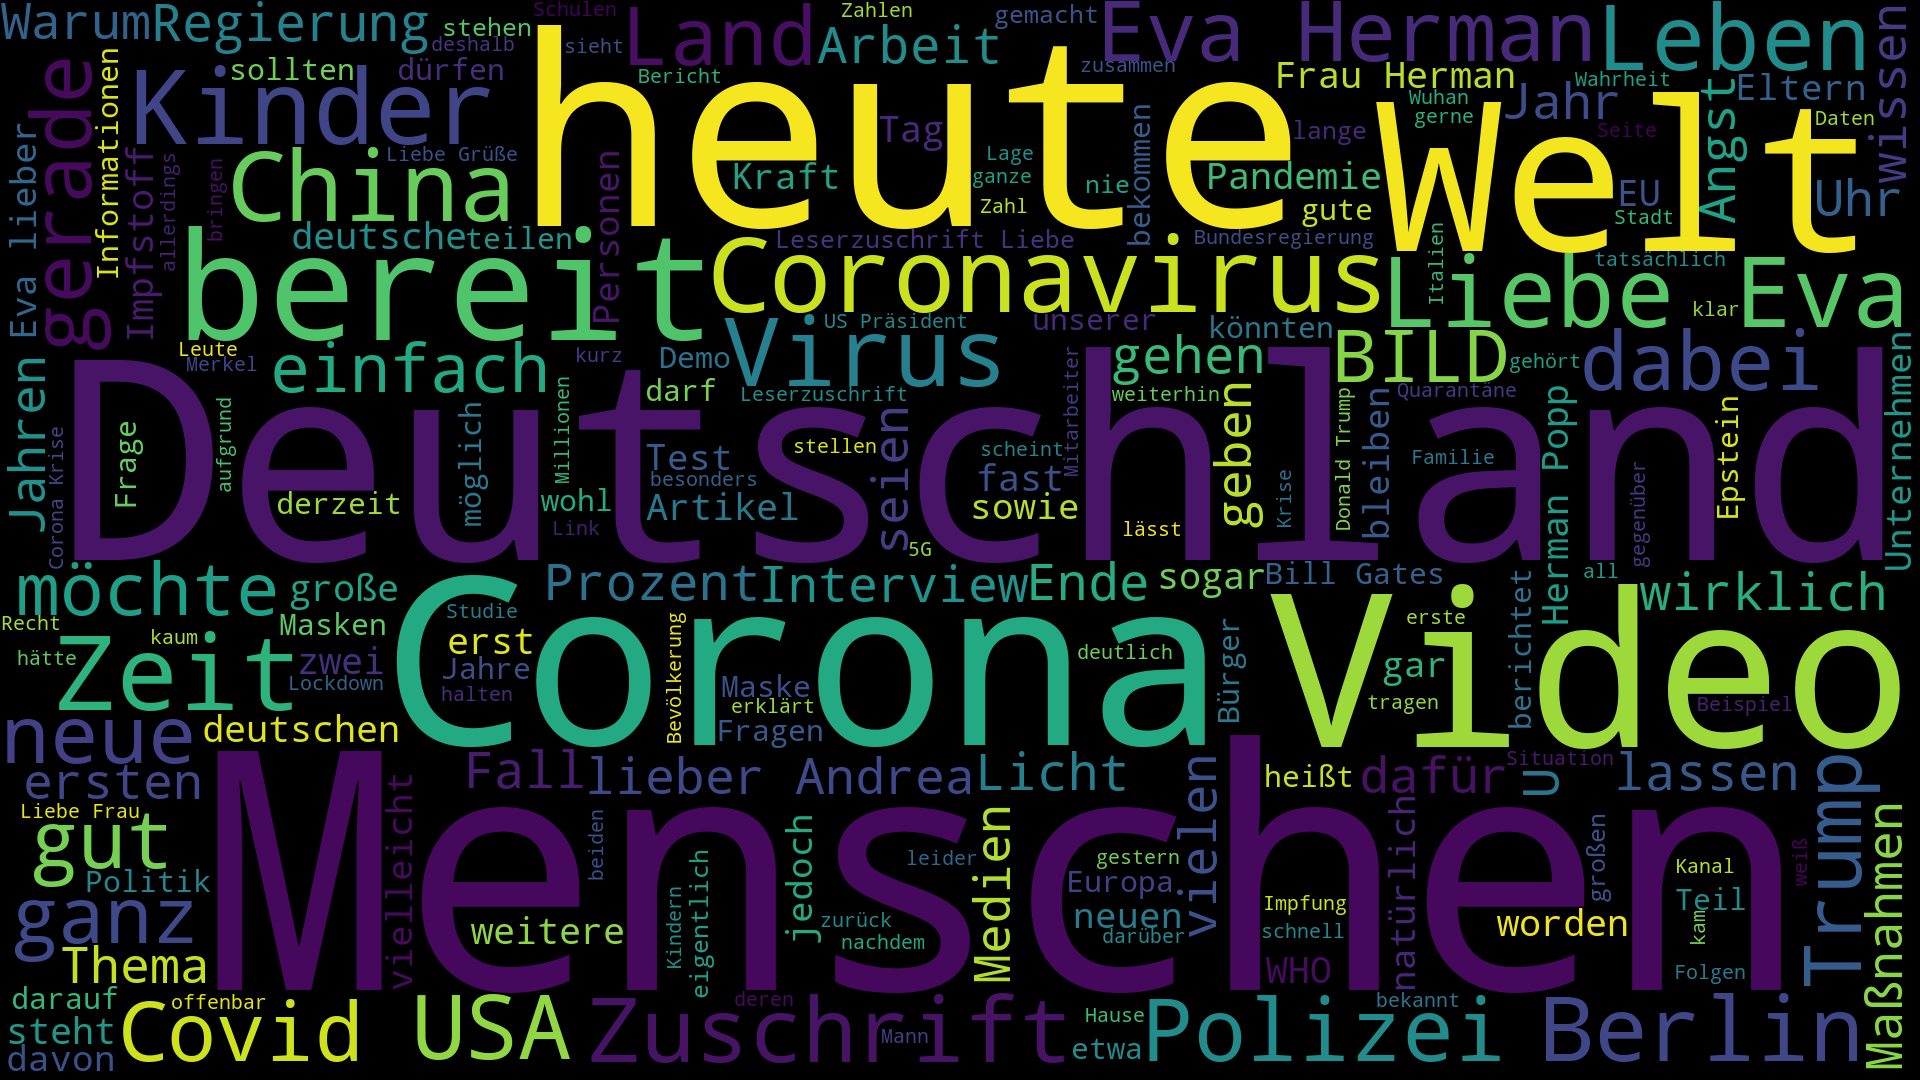 Warum
Regierung
stehen
deshalb
Schulen
sieht
Land
Zahlen
Arbeit
gemacht
Eva Herman
Leben
Wissen
sollten
dürfen
Bericht
zusammen
Frau Herman
Wahrheit
Eltern
Informationen
gerade
Kinder
heute
Welt
Wuhan
gerne
Jahr
Angst
Daten
Eva lieber
Impfstoff
allerdings
bringen
China
Liebe Grüße
Personen
Tag
Kraft
Lage
ganze
Zahl
nie
bekommen
lange
Pandemie
gute
Seite
EU
Stadt
Uhr
deutsche
teilen
Leserzuschrift Liebe
Bundesregierung
Italien
tatsächlich
bereit
Coronavirus
Liebe
klar
Eva
Leute
Merkel
einfach
kurz
Demo
Virus
US Präsident
unserer
könnten
gehen
BILD
gehört
dabei
Jahren
Corona Krise
Frage
aufgrund
derzeit
möglich
Millionen
darf
Leserzuschrift
Mitarbeiter
weiterhin
Quarantäne
Unternehmen
Deutschland
wohl
Link
Test
besonders
Artikel
stellen
seien
5G
scheint
fast
sowie
lässt
geben
Krise
Donald Trump
bleiben
Familie
Herman Popp
gegenüber
Epstein
möchte
große
Prozent
Interview
Ende
sogar
Bill Gates
all
wirklich
Recht
kaum
hätte
Zeit
Masken
zwei
Lockdown
Studie
erst
Jahre
halten
Corona
Bevölkerung
Maske
erklärt
Fragen
deutlich
Bürger
Video
gar
tragen
erste
berichtet
Beispiel
neue
deutschen
ersten
Fall
lieber Andrea
Licht
heißt
dafür
Situation
U
lassen
Trump
Liebe Frau
gut
Politik
vielleicht
Menschen
beiden
jedoch
leider
Medien
gestern
Europa
vielen
Impfung
natürlich
großen
Kanal
Teil
weiß
Maßnahmen
ganz
weitere
Kindern
eigentlich
zurück
nachdem
neuen
darüber
schnell
worden
kam
Thema
WHO
Folgen
darauf
offenbar
deren
bekannt
steht
davon
Covid
USA
Zuschrift
Mann
Hause
etwa
Polizei
Berlin